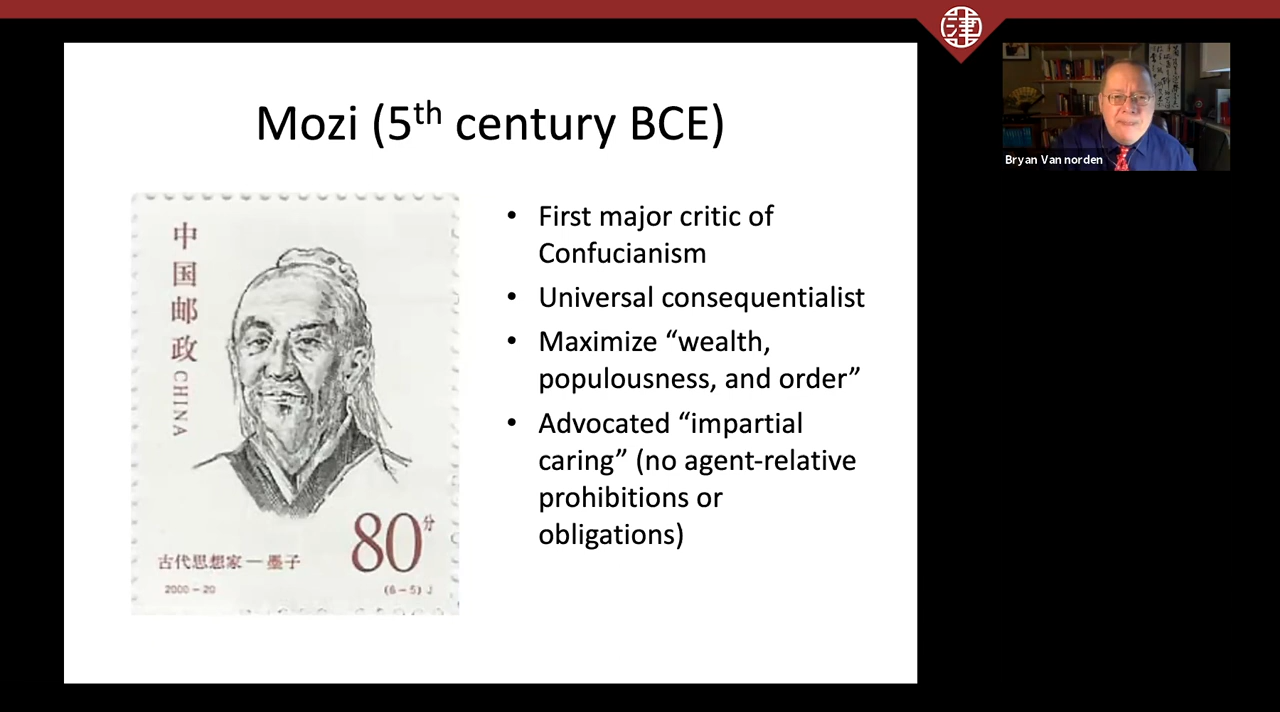 Mozi (5th century BCE)
中国邮政 CHINA
80分
古代思想家—墨子
2000-20
(6-5) J
• First major critic of
Confucianism
• Universal consequentialist
• Maximize “wealth,
populousness, and order”
• Advocated “impartial
caring” (no agent-relative
prohibitions or
obligations)
Bryan Van norden